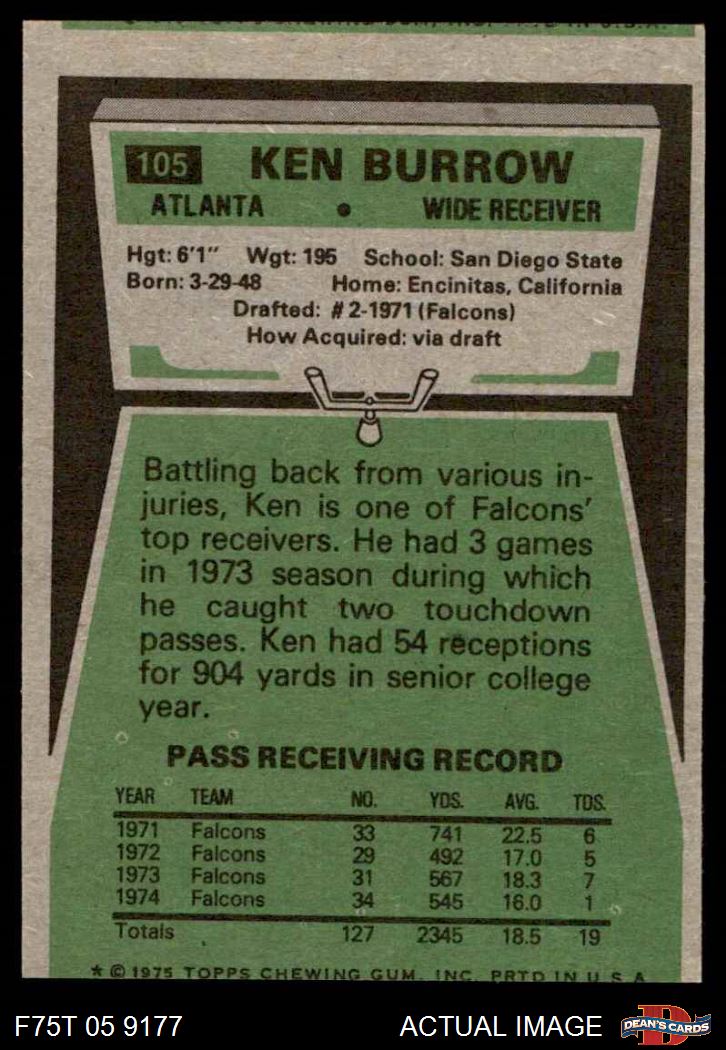 105 KEN BURROW
ATLANTA • WIDE RECEIVER
Hgt: 6'1" Wgt: 195 School: San Diego State
Born: 3-29-48 Home: Encinitas, California
Drafted: #2-1971 (Falcons)
How Acquired: via draft
Battling back from various in-
juries, Ken is one of Falcons'
top receivers. He had 3 games
in 1973 season during which
he caught two touchdown
passes. Ken had 54 receptions
for 904 yards in senior college
year.
PASS RECEIVING RECORD
YEAR TEAM NO. YDS. AVG. TDS.
1971 Falcons 33 741 22.5 6
1972 Falcons 29 492 17.0 5
1973 Falcons 31 567 18.3 7
1974 Falcons 34 545 16.0 1
Totals 127 2345 18.5 19
* © 1975 TOPPS CHEWING GUM, INC. PRTD IN U S A
F75T 05 9177 ACTUAL IMAGE D DEAN'S CARDS